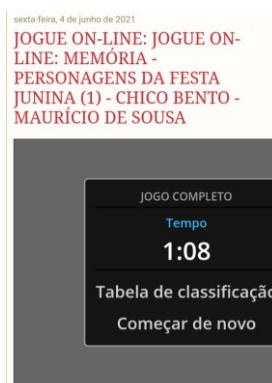 sexta-feira, 4 de junho de 2021
JOGUE ON-LINE: JOGUE ON-
LINE: MEMÓRIA -
PERSONAGENS DA FESTA
JUNINA (1) - CHICO BENTO -
MAURÍCIO DE SOUSA
JOGO COMPLETO
Tempo
1:08
Tabela de classificação
Começar de novo